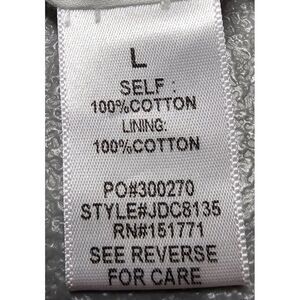 L
SELF :
100%COTTON
LINING:
100%COTTON
PO#300270
STYLE#JDC8135
RN#151771
SEE REVERSE
FOR CARE